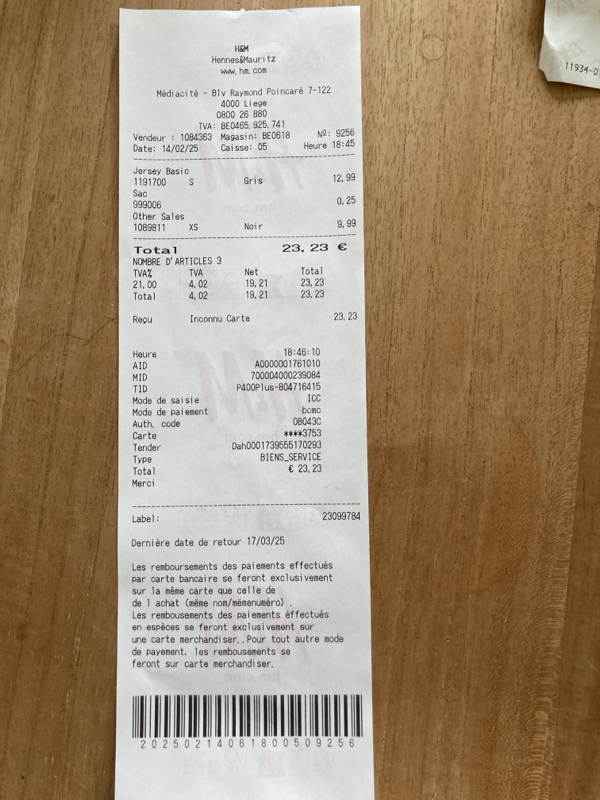 H&M
Hennes&Mauritz
www.hm.com
Médiacité - Blv Raymond Poincaré 7-122
4000 Liege
0800 26 880
TVA: BE0465.925.741
Vendeur : 1084363 Magasin: BE0618 Nº: 9256
Date: 14/02/25 Caisse: 05 Heure 18:45
Jersey Basic
1191700 S Gris 12,99
Sac
999006 0,25
Other Sales
1089811 XS Noir 9,99
Total 23,23 €
NOMBRE D'ARTICLES 3
TVA% TVA Net Total
21,00 4,02 19,21 23,23
Total 4,02 19,21 23,23
Reçu Inconnu Carte 23,23
Heure 18:46:10
AID A0000001761010
MID 700004000239084
TID P400Plus-804716415
Mode de saisie ICC
Mode de paiement bcmc
Auth. code 0B043C
Carte ****3753
Tender Dah0001739555170293
Type BIENS_SERVICE
Total € 23,23
Merci
Label: 23099784
Dernière date de retour 17/03/25
Les remboursements des paiements effectués
par carte bancaire se feront exclusivement
sur la même carte que celle de
de l achat (même nom/mêmenuméro) .
Les rembousements des paiements éffectués
en espèces se feront exclusivement sur
une carte merchandiser..Pour tout autre mode
de payement, les rembousements se
feront sur carte merchandiser.
2025021406180050 9256
11934-0